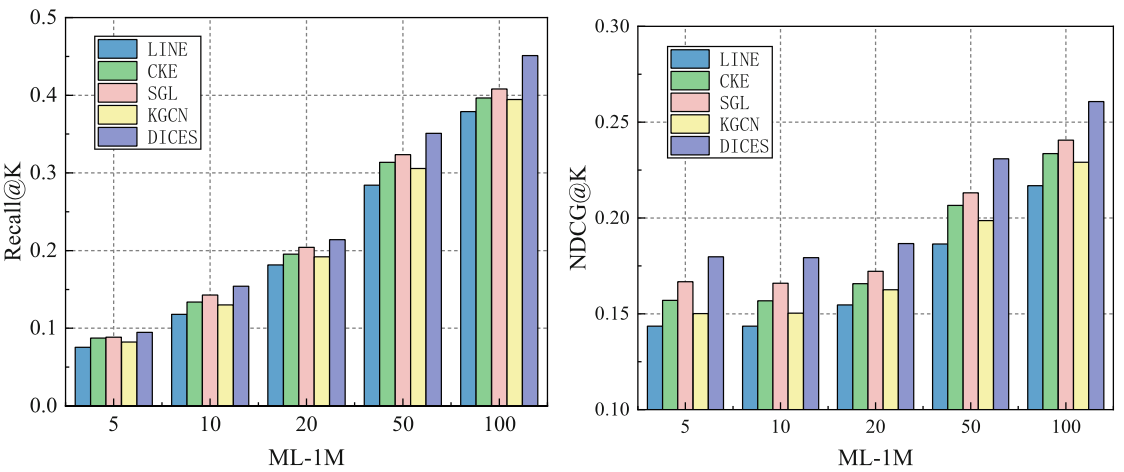 0.5
0.4
0.3
0.2
0.1
0.0
Recall@K
LINE
CKE
SGL
KGCN
DICES
5 10 20 50 100
ML-1M
0.30
0.25
0.20
0.15
0.10
NDCG@K
LINE
CKE
SGL
KGCN
DICES
5 10 20 50 100
ML-1M